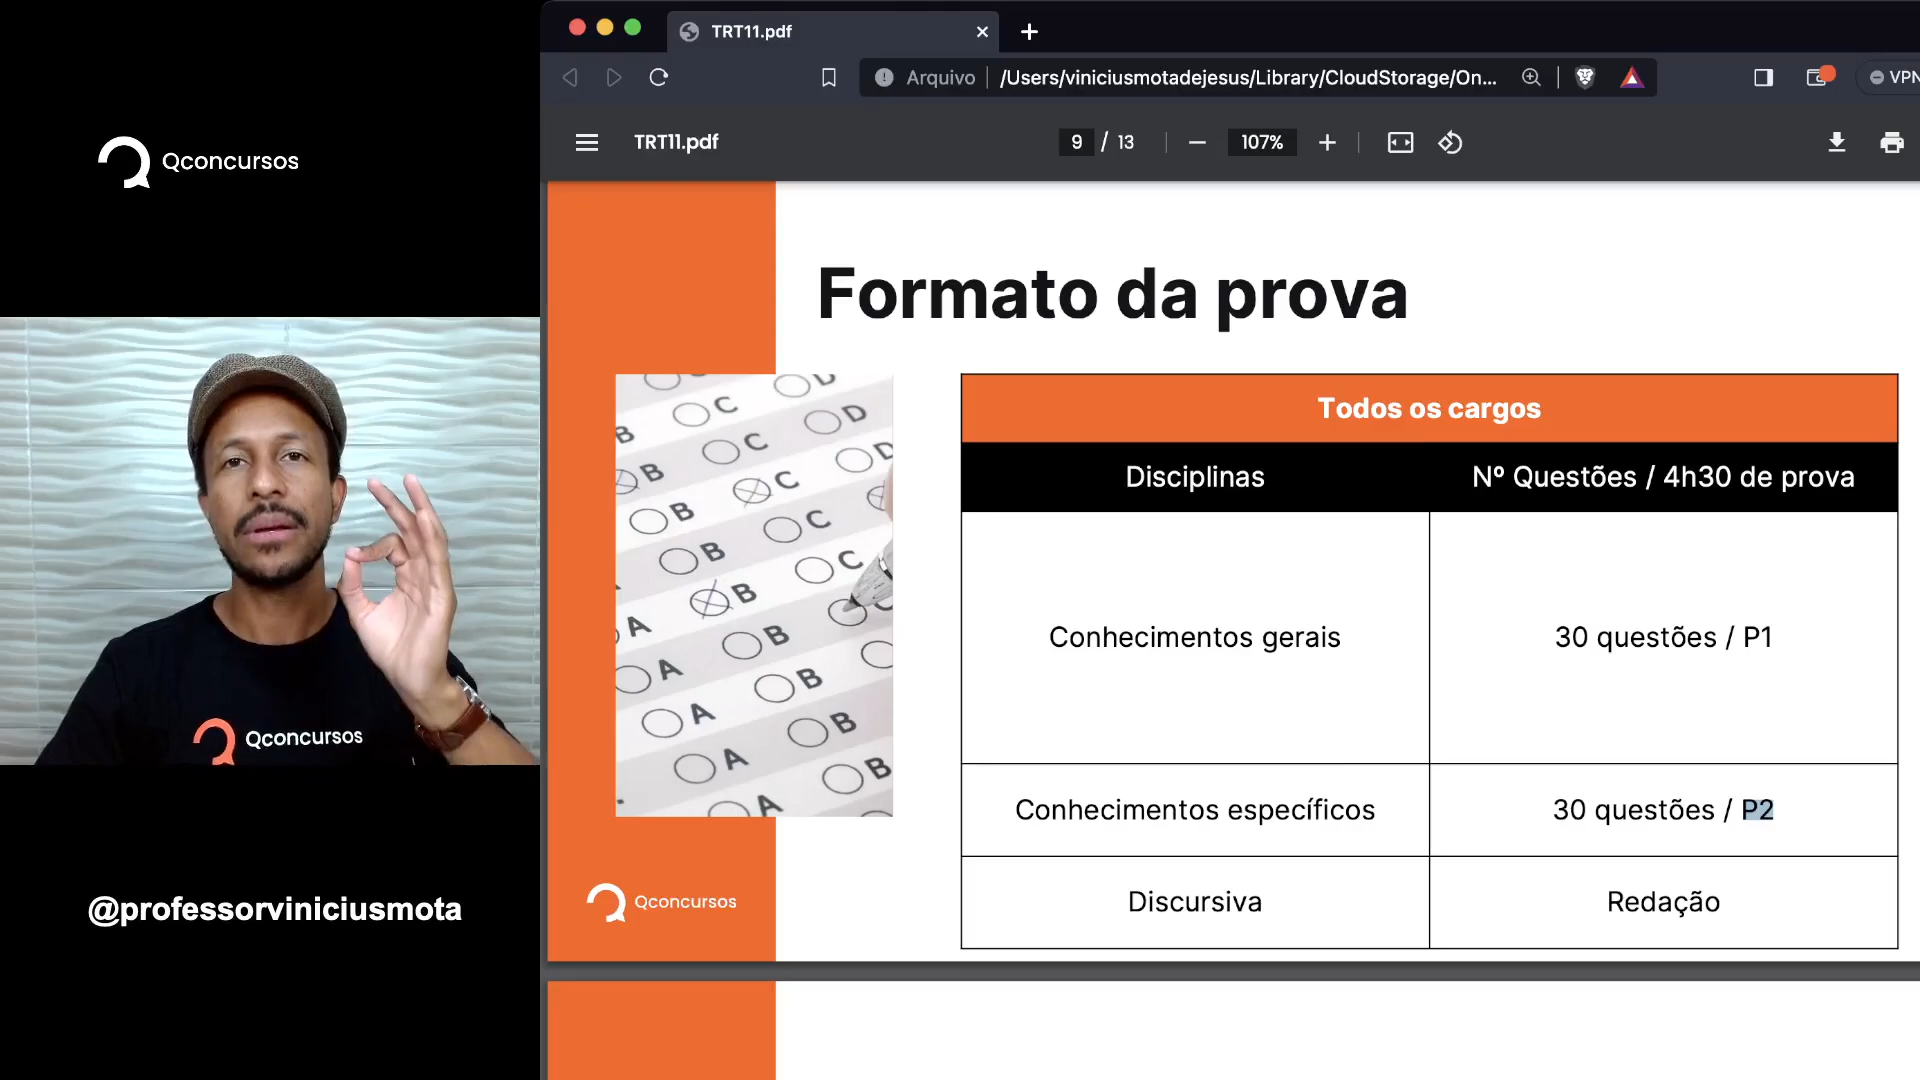 Qconcursos
Qconcursos
@professorviniciusmota
TRT11.pdf
Arquivo
/Users/viniciusmotadejesus/Library/CloudStorage/On...
VPN
TRT11.pdf
9 / 13
107%
Formato da prova
Todos os cargos
Disciplinas
Nº Questões / 4h30 de prova
Conhecimentos gerais
30 questões / P1
Conhecimentos específicos
30 questões / P2
Discursiva
Redação
C D
B C D
B C D
B C
B C
B C
A B
A B
A B
A B
A B
A B
Qconcursos